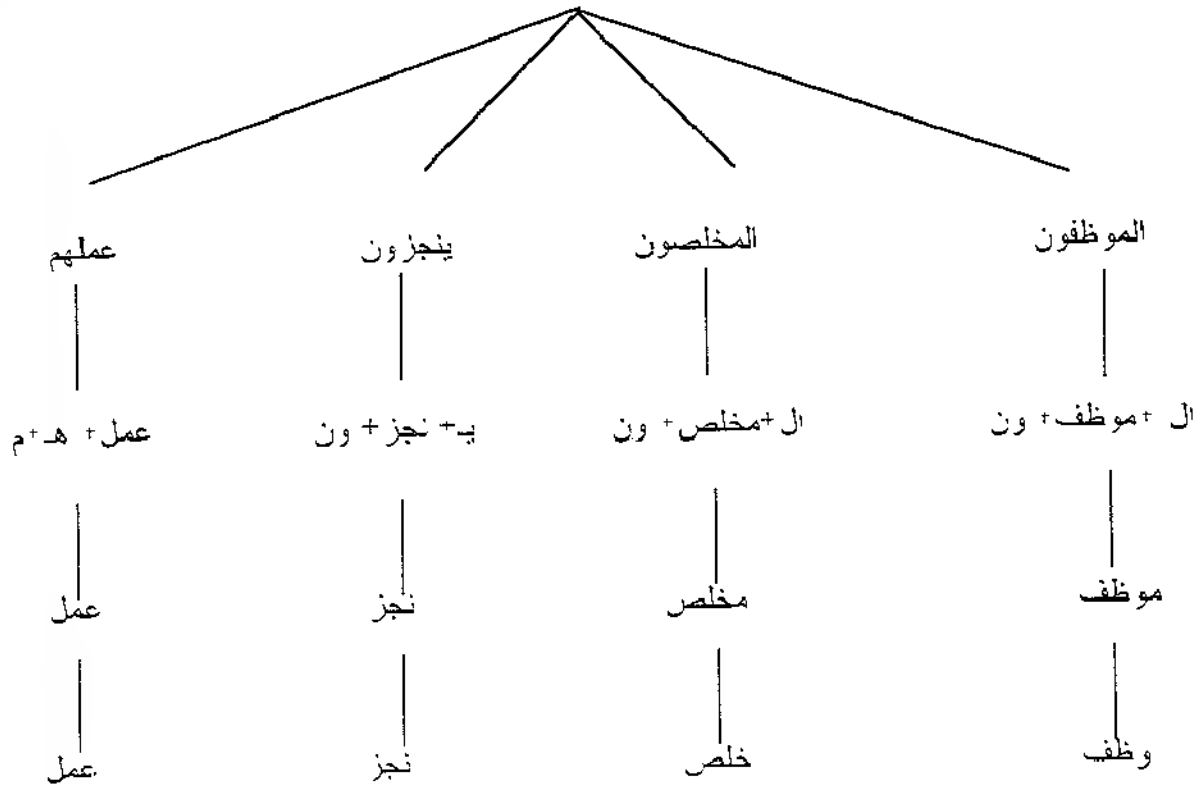 الموظفون المخلصون ينجزون عملهم
ال +موظف+ ون ال+مخلص+ ون يـ+ نجز+ ون عمل+ هـ+م
موظف مخلص نجز عمل
وظف خلص نجز عمل